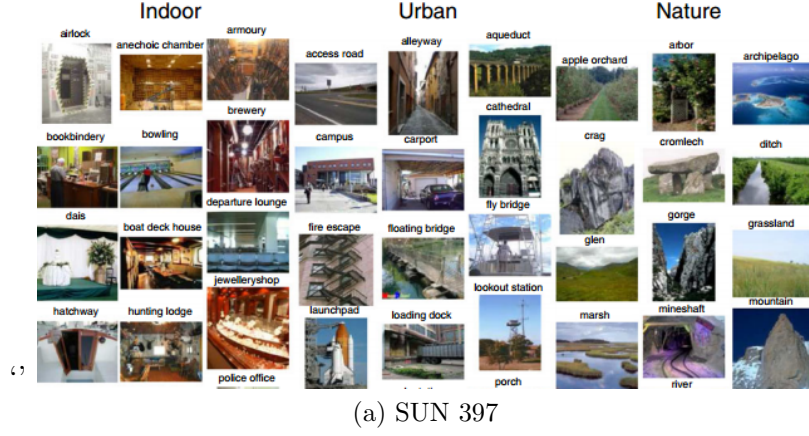 Indoor Urban Nature
airlock
anechoic chamber
armoury
access road
alleyway
aqueduct
apple orchard
arbor
archipelago
bookbindery
bowling
brewery
campus
carport
cathedral
crag
cromlech
ditch
dais
boat deck house
departure lounge
fire escape
floating bridge
fly bridge
glen
gorge
grassland
hatchway
hunting lodge
jewelleryshop
launchpad
loading dock
lookout station
marsh
mineshaft
mountain
police office
porch
river
(a) SUN 397